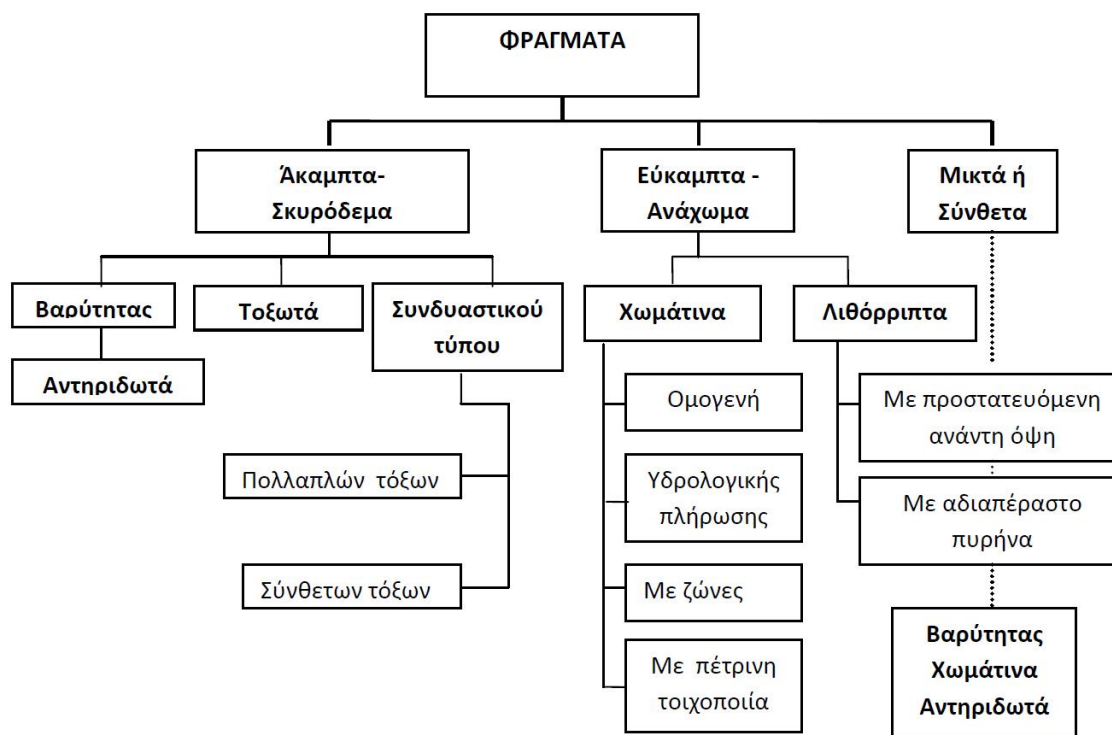 ΦΡΑΓΜΑΤΑ
Άκαμπτα-
Σκυρόδεμα
Εύκαμπτα -
Ανάχωμα
Μικτά ή
Σύνθετα
Βαρύτητας
Τοξωτά
Συνδυαστικού
τύπου
Χωμάτινα
Λιθόρριπτα
Αντηριδωτά
Πολλαπλών τόξων
Σύνθετων τόξων
Ομογενή
Υδρολογικής
πλήρωσης
Με ζώνες
Με πέτρινη
τοιχοποιία
Με προστατευόμενη
ανάντη όψη
Με αδιαπέραστο
πυρήνα
Βαρύτητας
Χωμάτινα
Αντηριδωτά